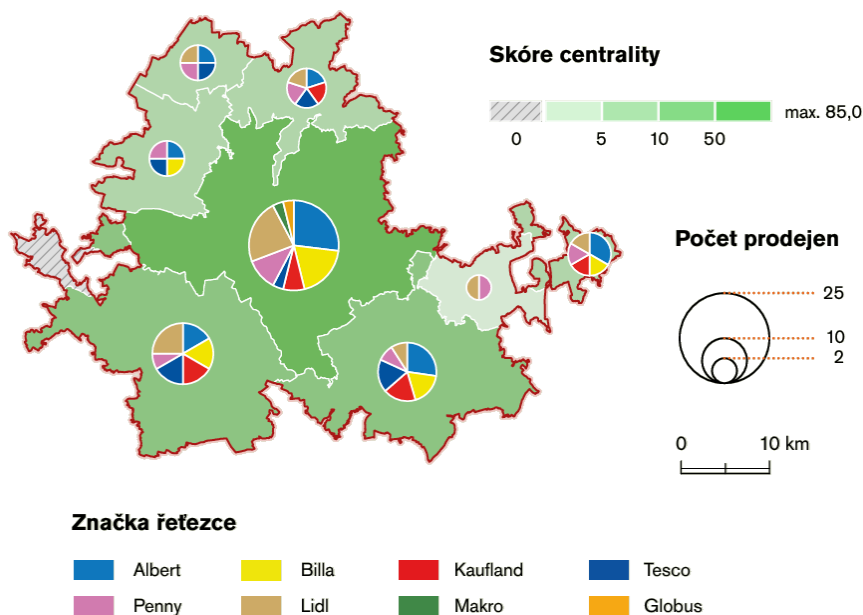 Skóre centrality
max. 85,0
0 5 10 50
Počet prodejen
25
10
2
0 10 km
Značka řeťezce
Albert Billa Kaufland Tesco
Penny Lidl Makro Globus